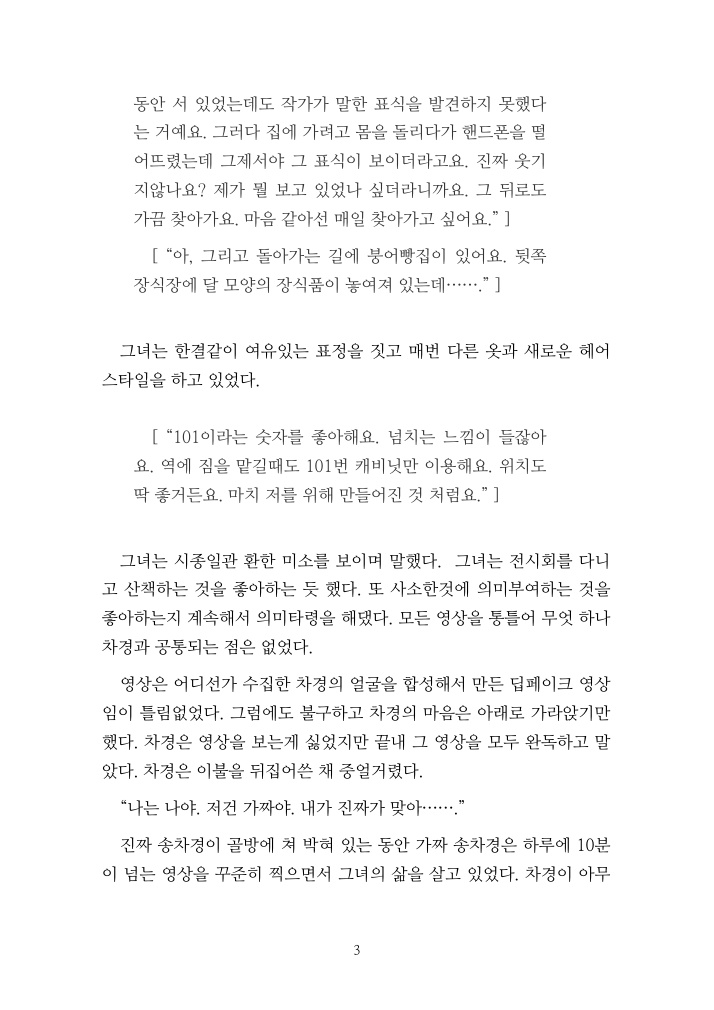 동안 서 있었는데도 작가가 말한 표식을 발견하지 못했다
는 거예요. 그러다 집에 가려고 몸을 돌리다가 핸드폰을 떨
어뜨렸는데 그제서야 그 표식이 보이더라고요. 진짜 웃기
지않나요? 제가 뭘 보고 있었나 싶더라니까요. 그 뒤로도
가끔 찾아가요. 마음 같아선 매일 찾아가고 싶어요.” ]
[ “아, 그리고 돌아가는 길에 붕어빵집이 있어요. 뒷쪽
장식장에 달 모양의 장식품이 놓여져 있는데…….” ]
그녀는 한결같이 여유있는 표정을 짓고 매번 다른 옷과 새로운 헤어
스타일을 하고 있었다.
[ “101이라는 숫자를 좋아해요. 넘치는 느낌이 들잖아
요. 역에 짐을 맡길때도 101번 캐비닛만 이용해요. 위치도
딱 좋거든요. 마치 저를 위해 만들어진 것 처럼요.” ]
그녀는 시종일관 환한 미소를 보이며 말했다.  그녀는 전시회를 다니
고 산책하는 것을 좋아하는 듯 했다. 또 사소한것에 의미부여하는 것을
좋아하는지 계속해서 의미타령을 해댔다. 모든 영상을 통틀어 무엇 하나
차경과 공통되는 점은 없었다.
영상은 어디선가 수집한 차경의 얼굴을 합성해서 만든 딥페이크 영상
임이 틀림없었다. 그럼에도 불구하고 차경의 마음은 아래로 가라앉기만
했다. 차경은 영상을 보는게 싫었지만 끝내 그 영상을 모두 완독하고 말
았다. 차경은 이불을 뒤집어쓴 채 중얼거렸다.
“나는 나야. 저건 가짜야. 내가 진짜가 맞아…….”
진짜 송차경이 골방에 쳐 박혀 있는 동안 가짜 송차경은 하루에 10분
이 넘는 영상을 꾸준히 찍으면서 그녀의 삶을 살고 있었다. 차경이 아무
3